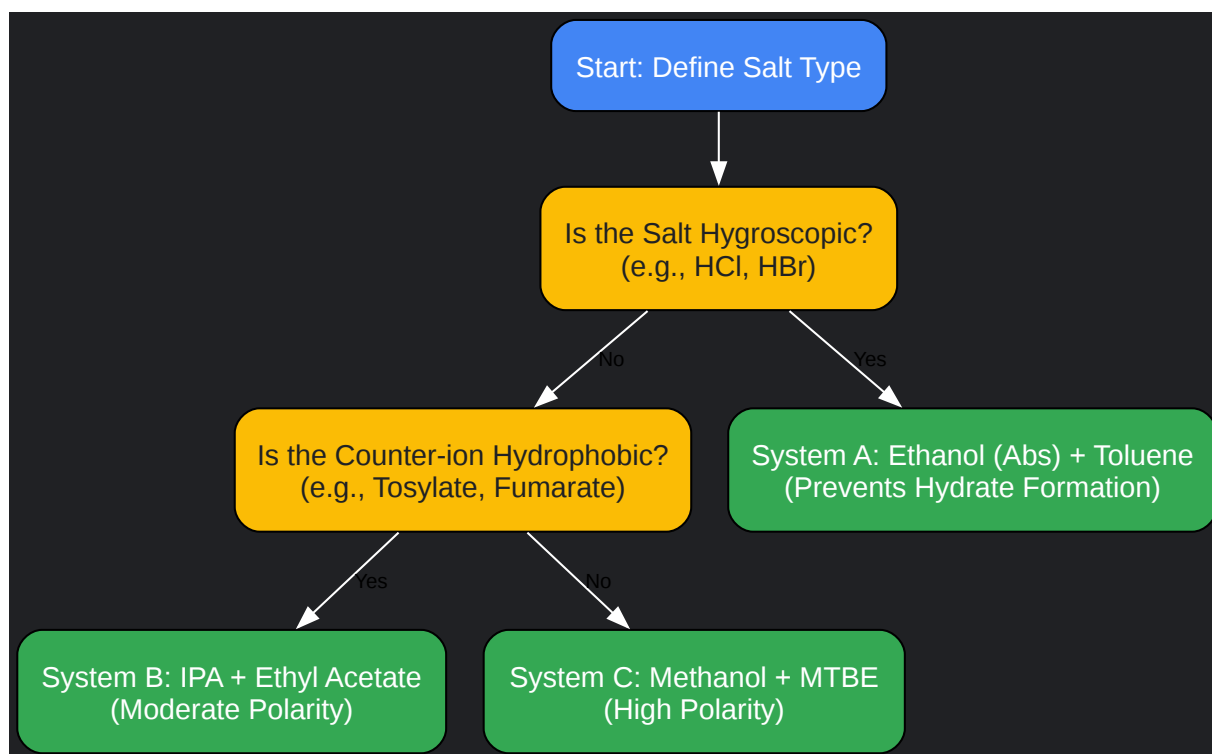 Start: Define Salt Type
Is the Salt Hygroscopic?
(e.g., HCl, HBr)
No
Yes
Is the Counter-ion Hydrophobic?
(e.g., Tosylate, Fumarate)
System A: Ethanol (Abs) + Toluene
(Prevents Hydrate Formation)
Yes
No
System B: IPA + Ethyl Acetate
(Moderate Polarity)
System C: Methanol + MTBE
(High Polarity)